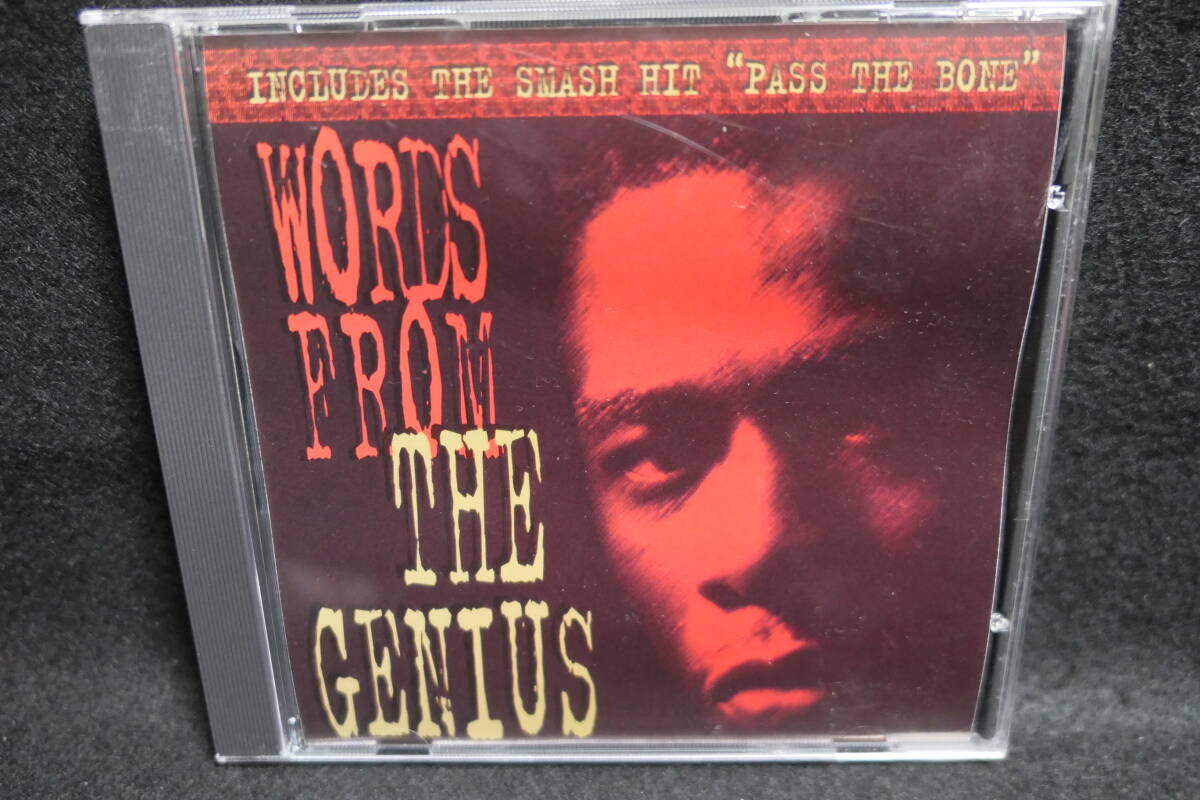 INCLUDES THE SMASH HIT “PASS THE BONE”
WORDS
FROM
THE
GENIUS